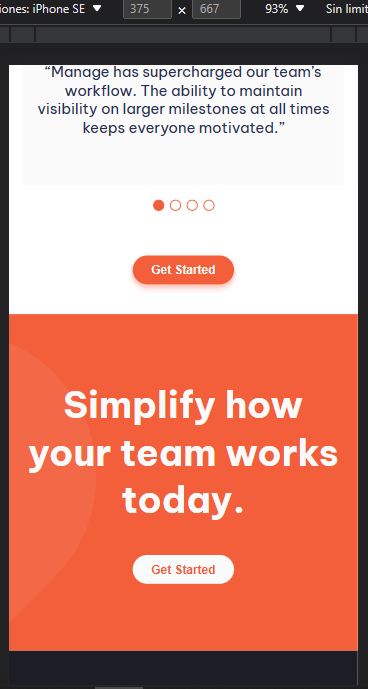 iones: iPhone SE ▼ 375 × 667 93% ▼ Sin limit
“Manage has supercharged our team’s
workflow. The ability to maintain
visibility on larger milestones at all times
keeps everyone motivated.”
Get Started
Simplify how
your team works
today.
Get Started